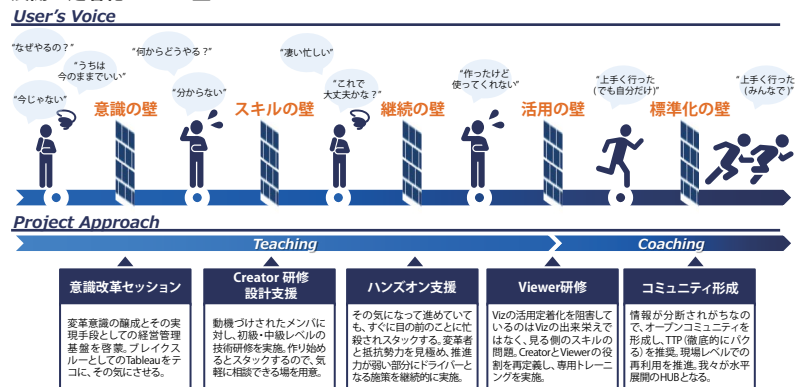 User's Voice
“なぜやるの？”
“うちは
今のままでいい”
“今じゃない”
“何からどうやる？”
“分からない”
“凄い忙しい”
“これで
大丈夫かな？”
“作ったけど
使ってくれない”
“上手く行った
(でも自分だけ)”
“上手く行った
(みんなで)”
意識の壁
スキルの壁
継続の壁
活用の壁
標準化の壁
Project Approach
Teaching
Coaching
意識改革セッション
変革意識の醸成とその実
現手段としての経営管理
基盤を啓蒙。ブレイクス
ルーとしてのTableauをテ
コに、その気にさせる。
Creator 研修
設計支援
動機づけされたメンバに
対し、初級・中級レベルの
技術研修を実施。作り始め
るとスタックするので、気
軽に相談できる場を用意。
ハンズオン支援
その気になって進めていて
も、すぐに目の前のことに忙
殺されスタックする。変革者
と抵抗勢力を見極め、推進
力が弱い部分にドライバーと
なる施策を継続的に実施。
Viewer研修
Vizの活用定着化を阻害して
いるのはVizの出来栄えで
はなく、見る側のスキルの
問題。CreatorとViewerの役
割を再定義し、専用トレーニ
ングを実施。
コミュニティ形成
情報が分断されがちなの
で、オープンコミュニティを
形成し、TTP（徹底的にパク
る）を推奨。現場レベルでの
再利用を推進。我々が水平
展開のHUBとなる。